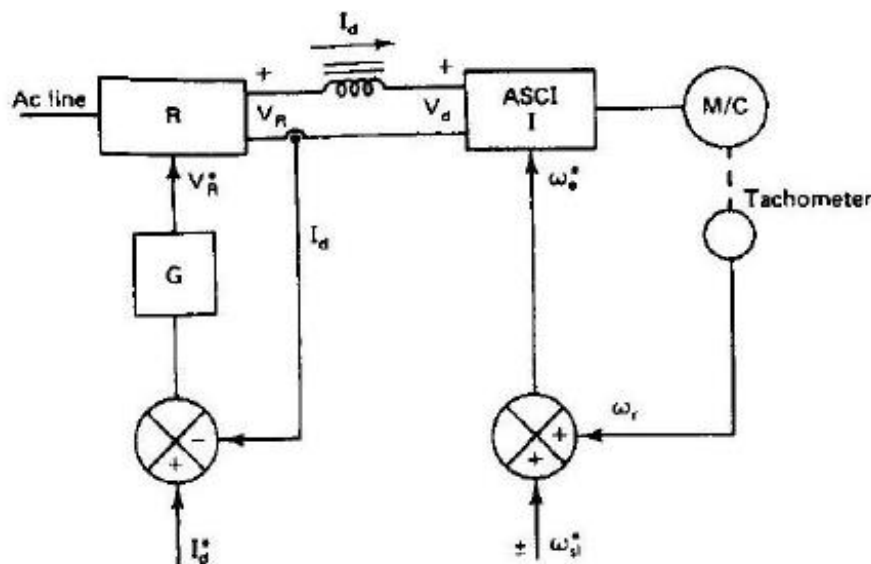 I_d
+
+
Ac line
R
V_R
V_d
ASCI
I
M/C
V_R^*
ω_e^*
Tachometer
I_d
G
ω_r
−
+
+
+
I_d^*
± ω_sl^*